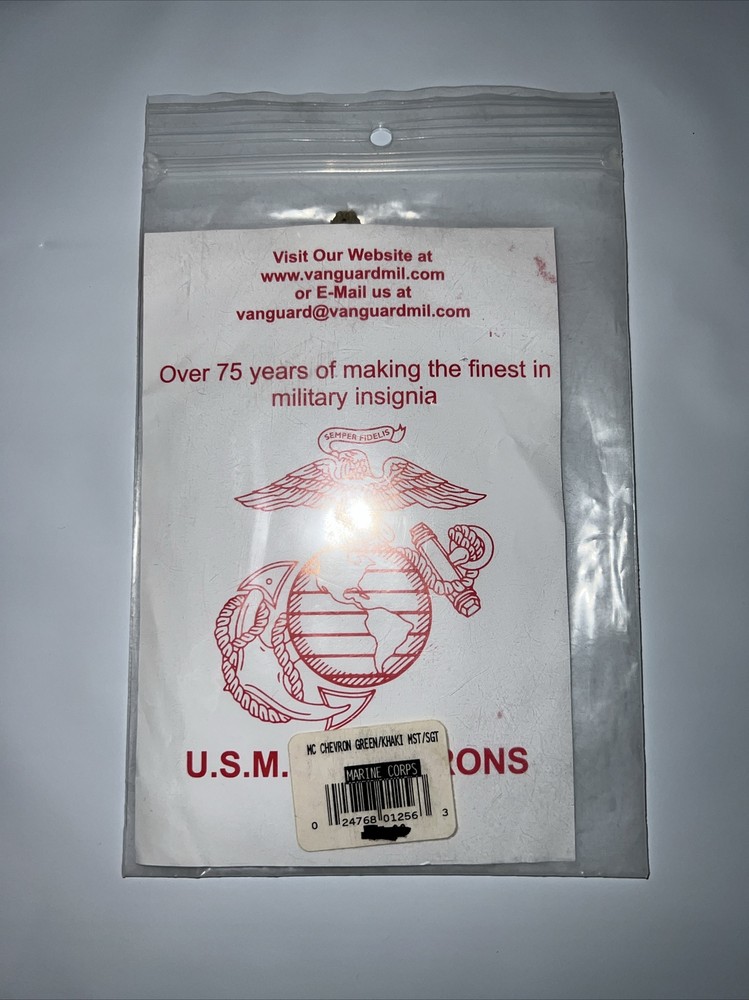 Visit Our Website at
www.vanguardmil.com
or E-Mail us at
vanguard@vanguardmil.com
Over 75 years of making the finest in
military insignia
SEMPER FIDELIS
U.S.M. RONS
MC CHEVRON GREEN/KHAKI MST/SGT
MARINE CORPS
0 24768 01256 3